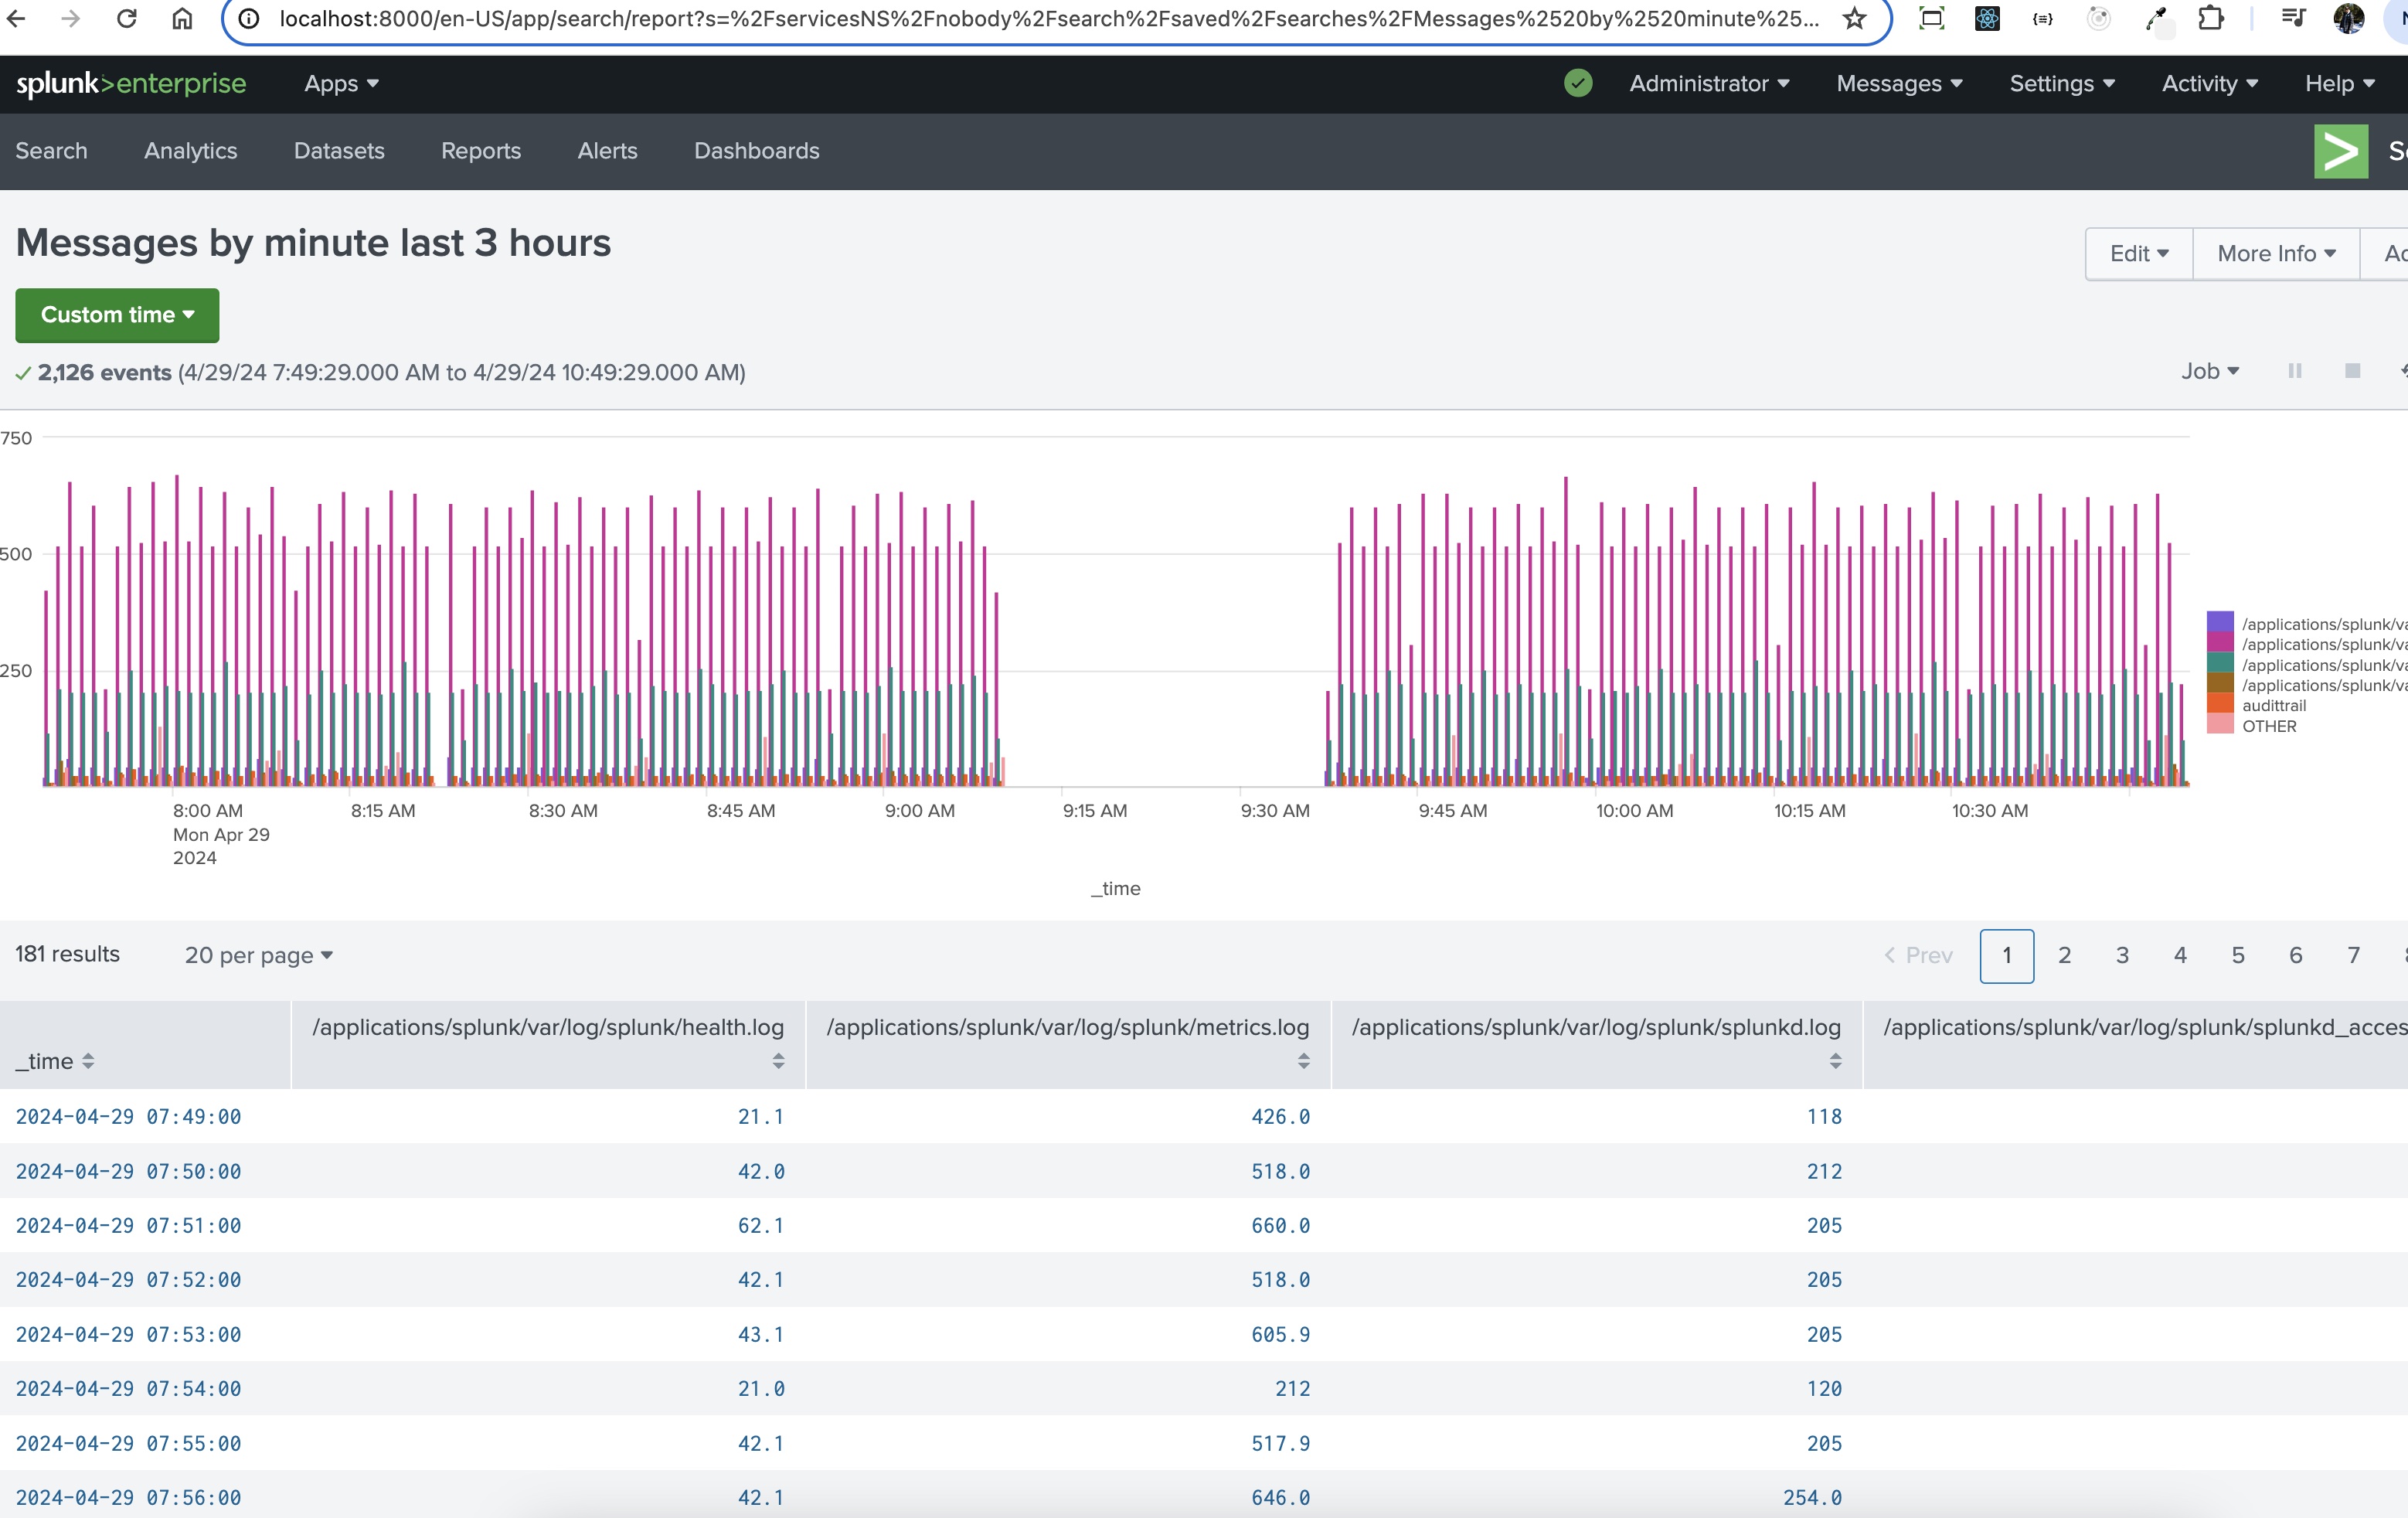 localhost:8000/en-US/app/search/report?s=%2FservicesNS%2Fnobody%2Fsearch%2Fsaved%2Fsearches%2FMessages%2520by%2520minute%25...
splunk>enterprise Apps Administrator Messages Settings Activity Help
Search Analytics Datasets Reports Alerts Dashboards
Messages by minute last 3 hours
Edit More Info
Custom time
2,126 events (4/29/24 7:49:29.000 AM to 4/29/24 10:49:29.000 AM)
Job
750
500
250
/applications/splunk/va
/applications/splunk/va
/applications/splunk/va
/applications/splunk/va
audittrail
OTHER
8:00 AM 8:15 AM 8:30 AM 8:45 AM 9:00 AM 9:15 AM 9:30 AM 9:45 AM 10:00 AM 10:15 AM 10:30 AM
Mon Apr 29
2024
_time
181 results 20 per page Prev 1 2 3 4 5 6 7
_time /applications/splunk/var/log/splunk/health.log /applications/splunk/var/log/splunk/metrics.log /applications/splunk/var/log/splunk/splunkd.log /applications/splunk/var/log/splunk/splunkd_acces
2024-04-29 07:49:00 21.1 426.0 118
2024-04-29 07:50:00 42.0 518.0 212
2024-04-29 07:51:00 62.1 660.0 205
2024-04-29 07:52:00 42.1 518.0 205
2024-04-29 07:53:00 43.1 605.9 205
2024-04-29 07:54:00 21.0 212 120
2024-04-29 07:55:00 42.1 517.9 205
2024-04-29 07:56:00 42.1 646.0 254.0